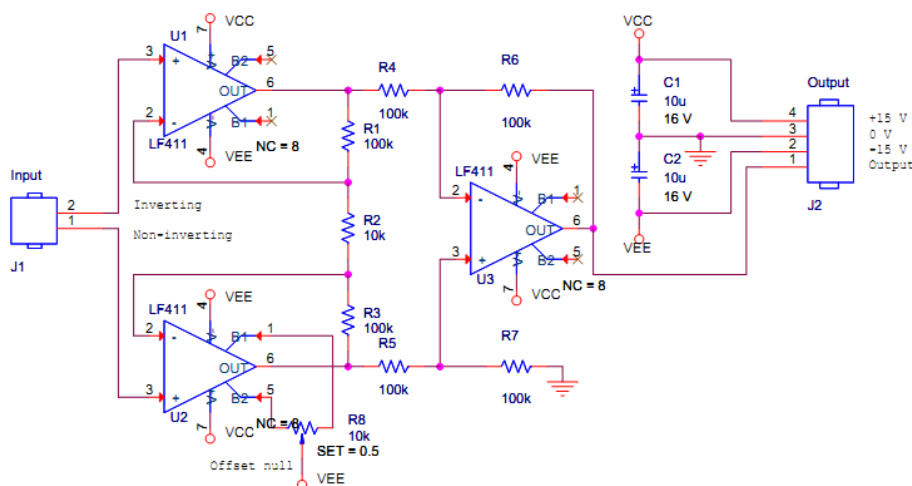 VCC
7
U1
3
+
V+
B2
5
OUT
6
2
-
V-
B1
1
LF411
4
VEE
NC = 8
R4
100k
R6
100k
R1
100k
R2
10k
R3
100k
Input
2
1
J1
Inverting
Non-inverting
VEE
4
LF411
2
-
V-
B1
1
OUT
6
3
+
V+
B2
5
U2
7
VCC
NC = 8
R8
10k
SET = 0.5
Offset null
VEE
R5
100k
R7
100k
VEE
4
LF411
2
-
V-
B1
1
OUT
6
3
+
V+
B2
5
U3
7
VCC
NC = 8
VCC
C1
10u
16 V
C2
10u
16 V
VEE
Output
4
3
2
1
J2
+15 V
0 V
-15 V
Output